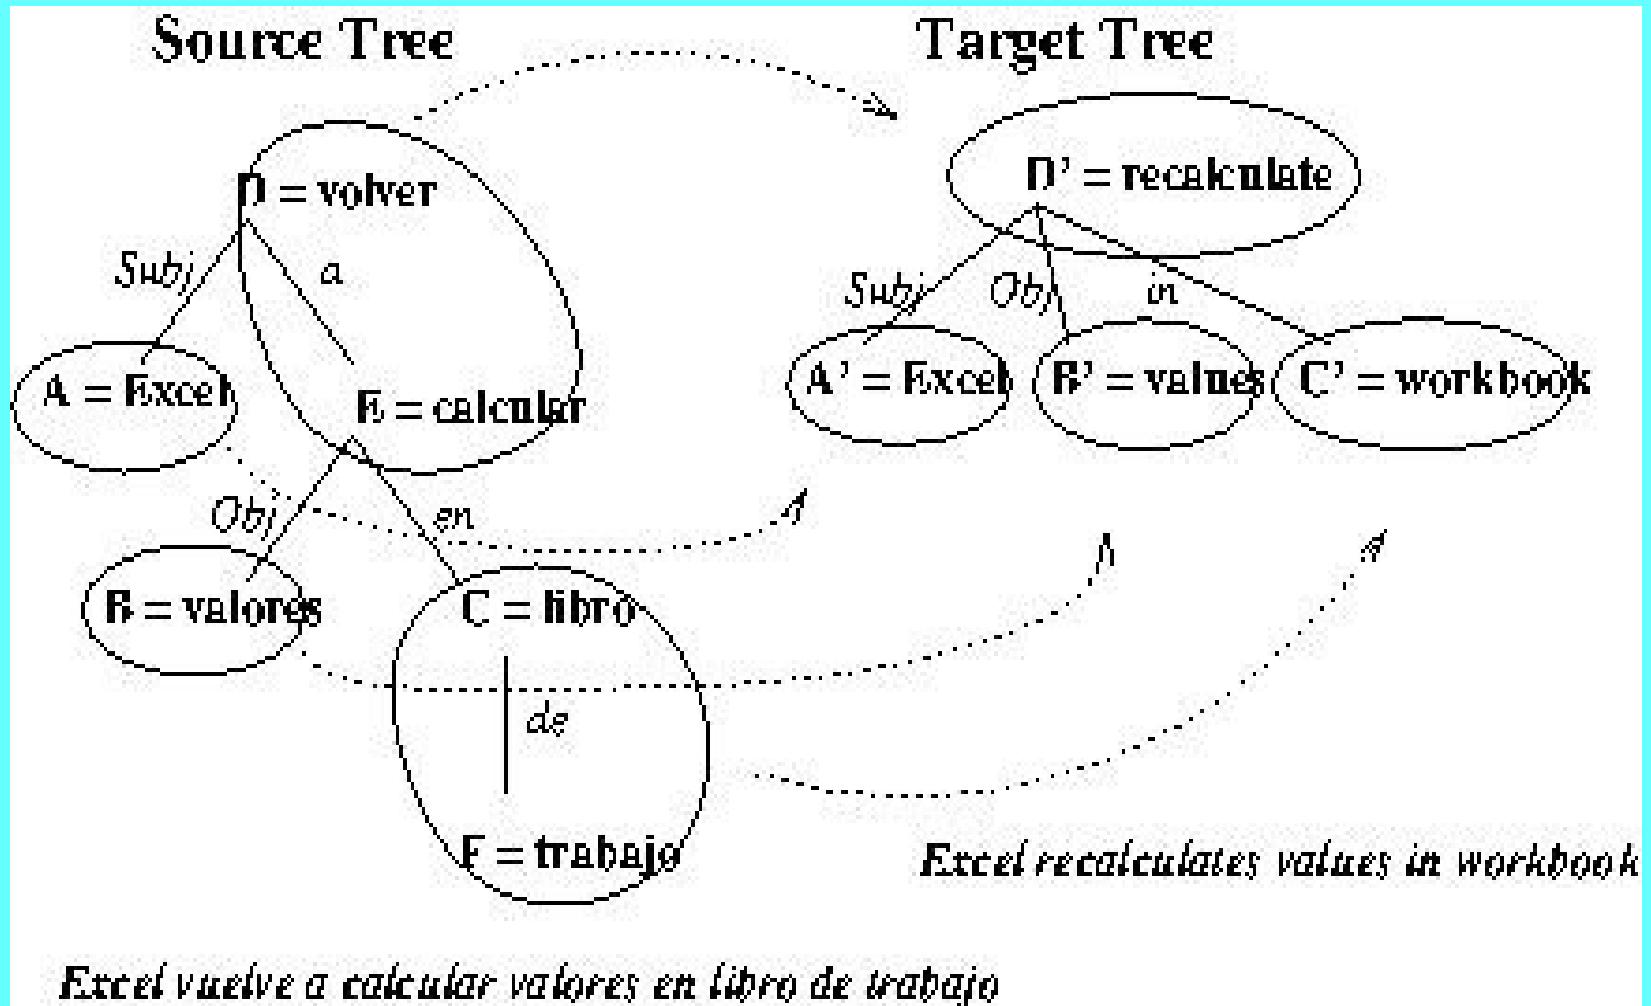 Source Tree
Target Tree
D = volver
D' = recalculate
Subj
a
Subj
Obj
in
A = Excel
E = calcular
A' = Excel
B' = values
C' = workbook
Obj
en
B = valores
C = libro
de
F = trabajo
Excel recalculates values in workbook
Excel vuelve a calcular valores en libro de trabajo